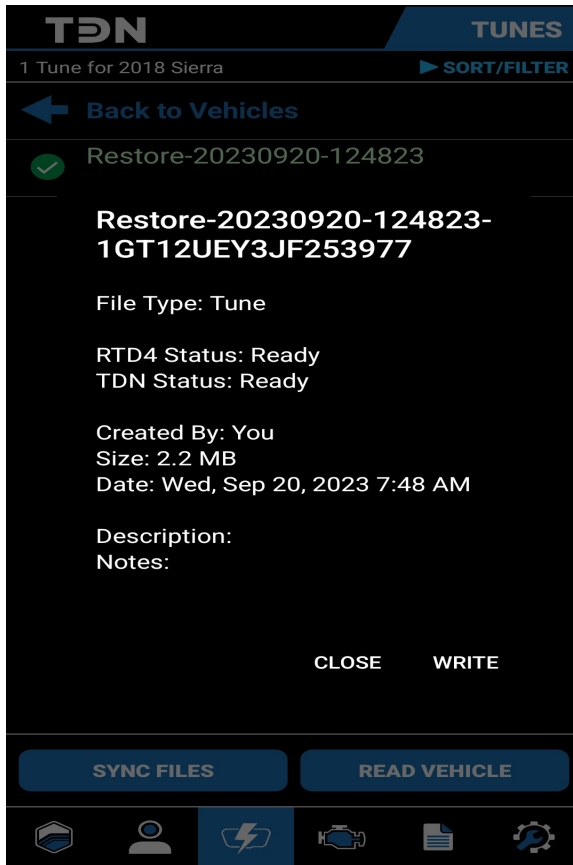 TDN
TUNES
1 Tune for 2018 Sierra
SORT/FILTER
Back to Vehicles
Restore-20230920-124823
Restore-20230920-124823-
1GT12UEY3JF253977
File Type: Tune
RTD4 Status: Ready
TDN Status: Ready
Created By: You
Size: 2.2 MB
Date: Wed, Sep 20, 2023 7:48 AM
Description:
Notes:
CLOSE
WRITE
SYNC FILES
READ VEHICLE